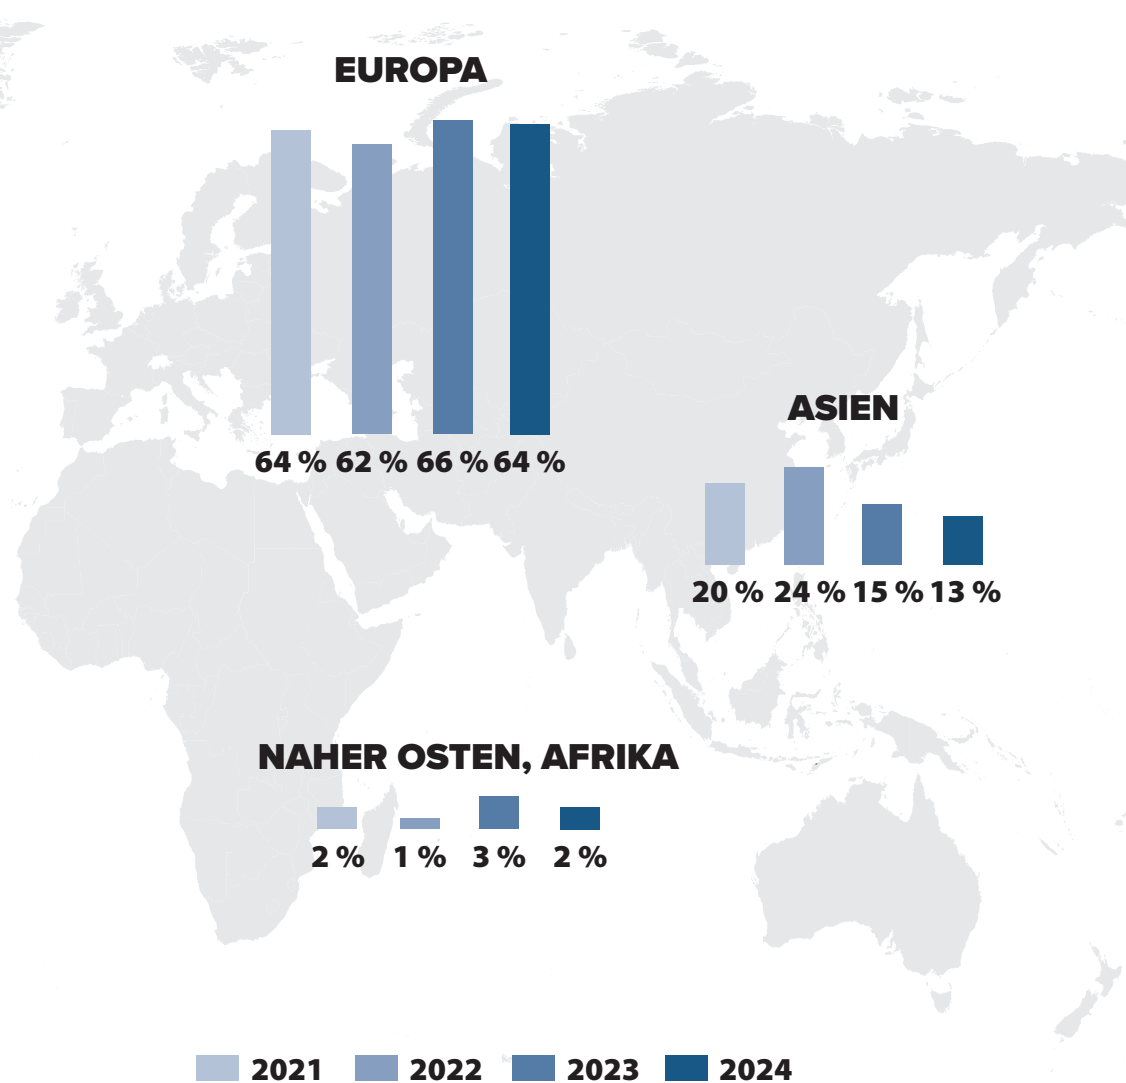 EUROPA
64 % 62 % 66 % 64 %
ASIEN
20 % 24 % 15 % 13 %
NAHER OSTEN, AFRIKA
2 % 1 % 3 % 2 %
2021 2022 2023 2024